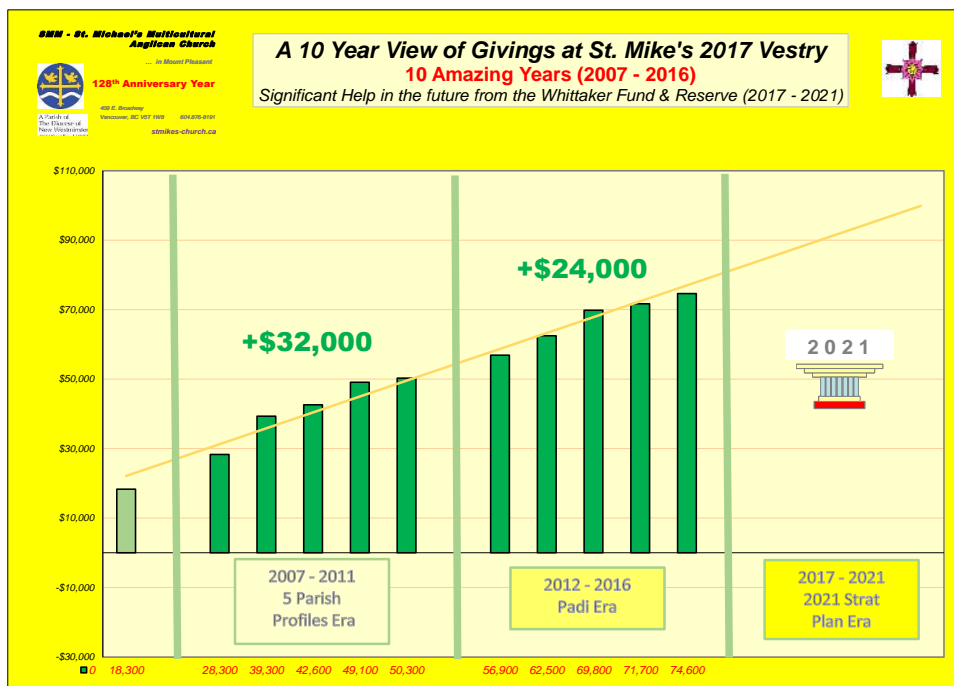 SMM - St. Michael's Multicultural
Anglican Church
... in Mount Pleasant
128th Anniversary Year
409 E. Broadway
Vancouver, BC V5T 1W9 604.876-8191
stmikes-church.ca
A Parish of
The Diocese of
New Westminster
A 10 Year View of Givings at St. Mike's 2017 Vestry
10 Amazing Years (2007 - 2016)
Significant Help in the future from the Whittaker Fund & Reserve (2017 - 2021)
$110,000
$90,000
$70,000
$50,000
$30,000
$10,000
-$10,000
-$30,000
+$32,000
+$24,000
2 0 2 1
2007 - 2011
5 Parish
Profiles Era
2012 - 2016
Padi Era
2017 - 2021
2021 Strat
Plan Era
0 18,300 28,300 39,300 42,600 49,100 50,300 56,900 62,500 69,800 71,700 74,600